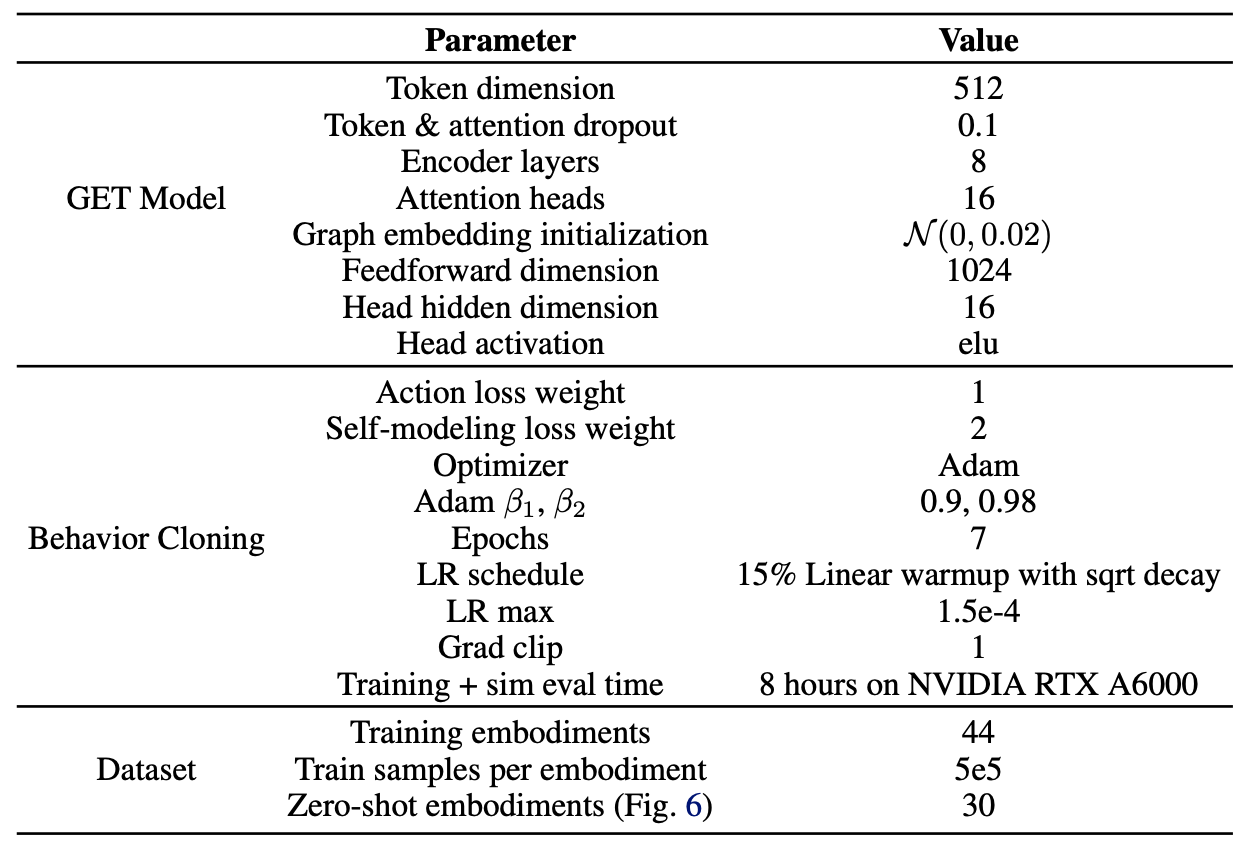 Parameter Value
Token dimension 512
Token & attention dropout 0.1
Encoder layers 8
GET Model Attention heads 16
Graph embedding initialization 𝒩(0, 0.02)
Feedforward dimension 1024
Head hidden dimension 16
Head activation elu
Action loss weight 1
Self-modeling loss weight 2
Optimizer Adam
Adam β₁, β₂ 0.9, 0.98
Behavior Cloning Epochs 7
LR schedule 15% Linear warmup with sqrt decay
LR max 1.5e-4
Grad clip 1
Training + sim eval time 8 hours on NVIDIA RTX A6000
Training embodiments 44
Dataset Train samples per embodiment 5e5
Zero-shot embodiments (Fig. 6) 30